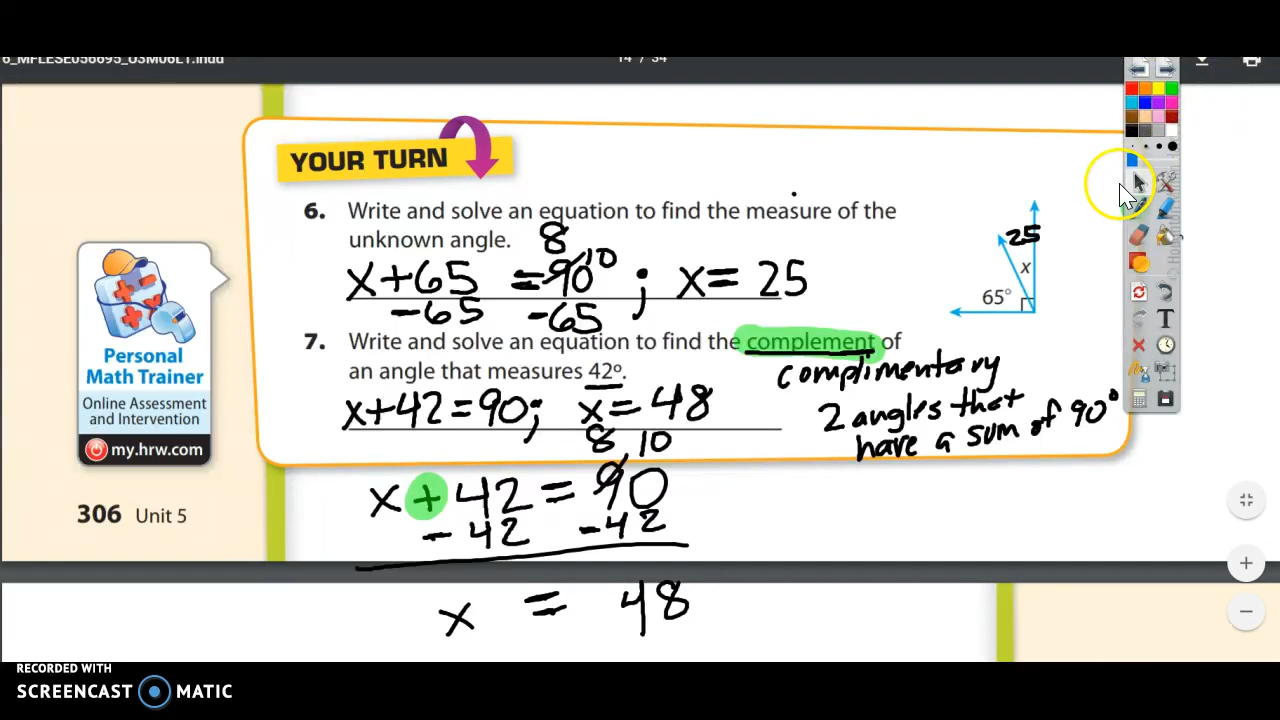 6_MFLESE056695_U3M06L1.indd
14 / 34
YOUR TURN
6. Write and solve an equation to find the measure of the
unknown angle.
8 10
x+65 = 90 ; x= 25
-65 -65
25
x
65°
7. Write and solve an equation to find the complement of
an angle that measures 42°.
complimentary
2 angles that
have a sum of 90°
x+42=90; x=48
8 10
x + 42 = 90
- 42 - 42
x = 48
Personal
Math Trainer
Online Assessment
and Intervention
my.hrw.com
306 Unit 5
RECORDED WITH
SCREENCAST MATIC